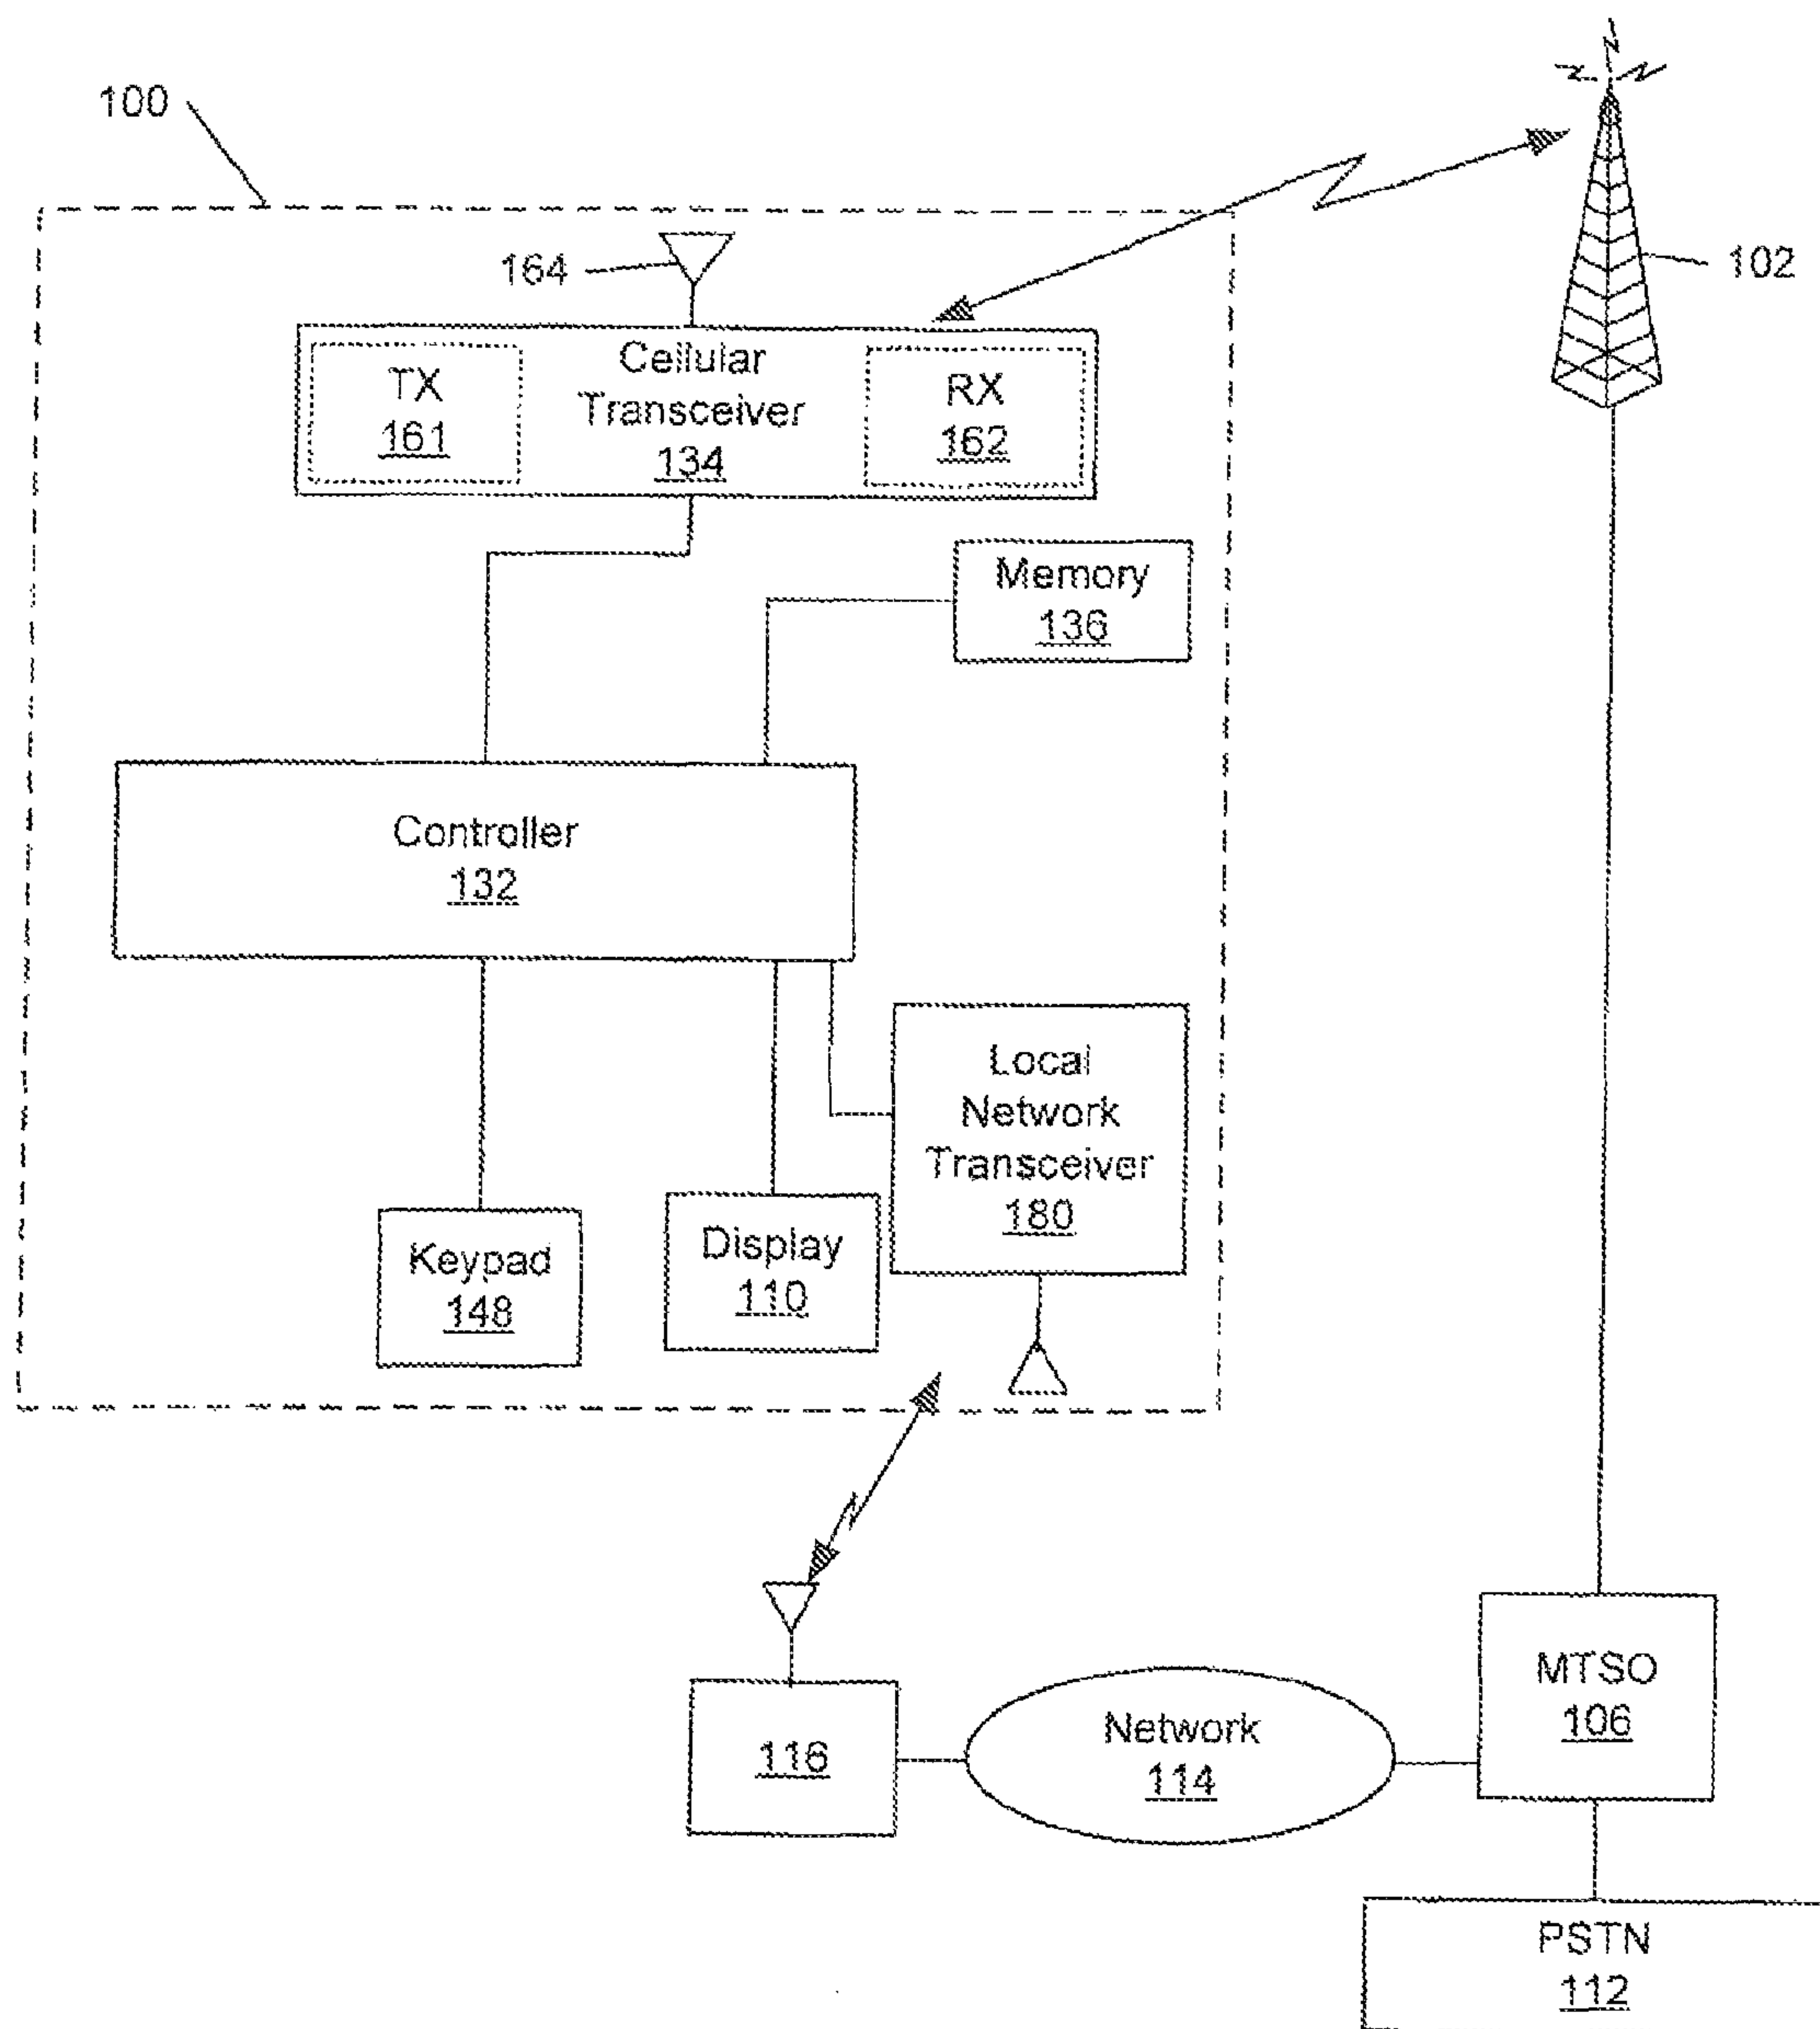 100
164
102
TX
161
Cellular
Transceiver
134
RX
162
Memory
136
Controller
132
Local
Network
Transceiver
180
Keypad
148
Display
110
116
Network
114
MTSO
106
PSTN
112